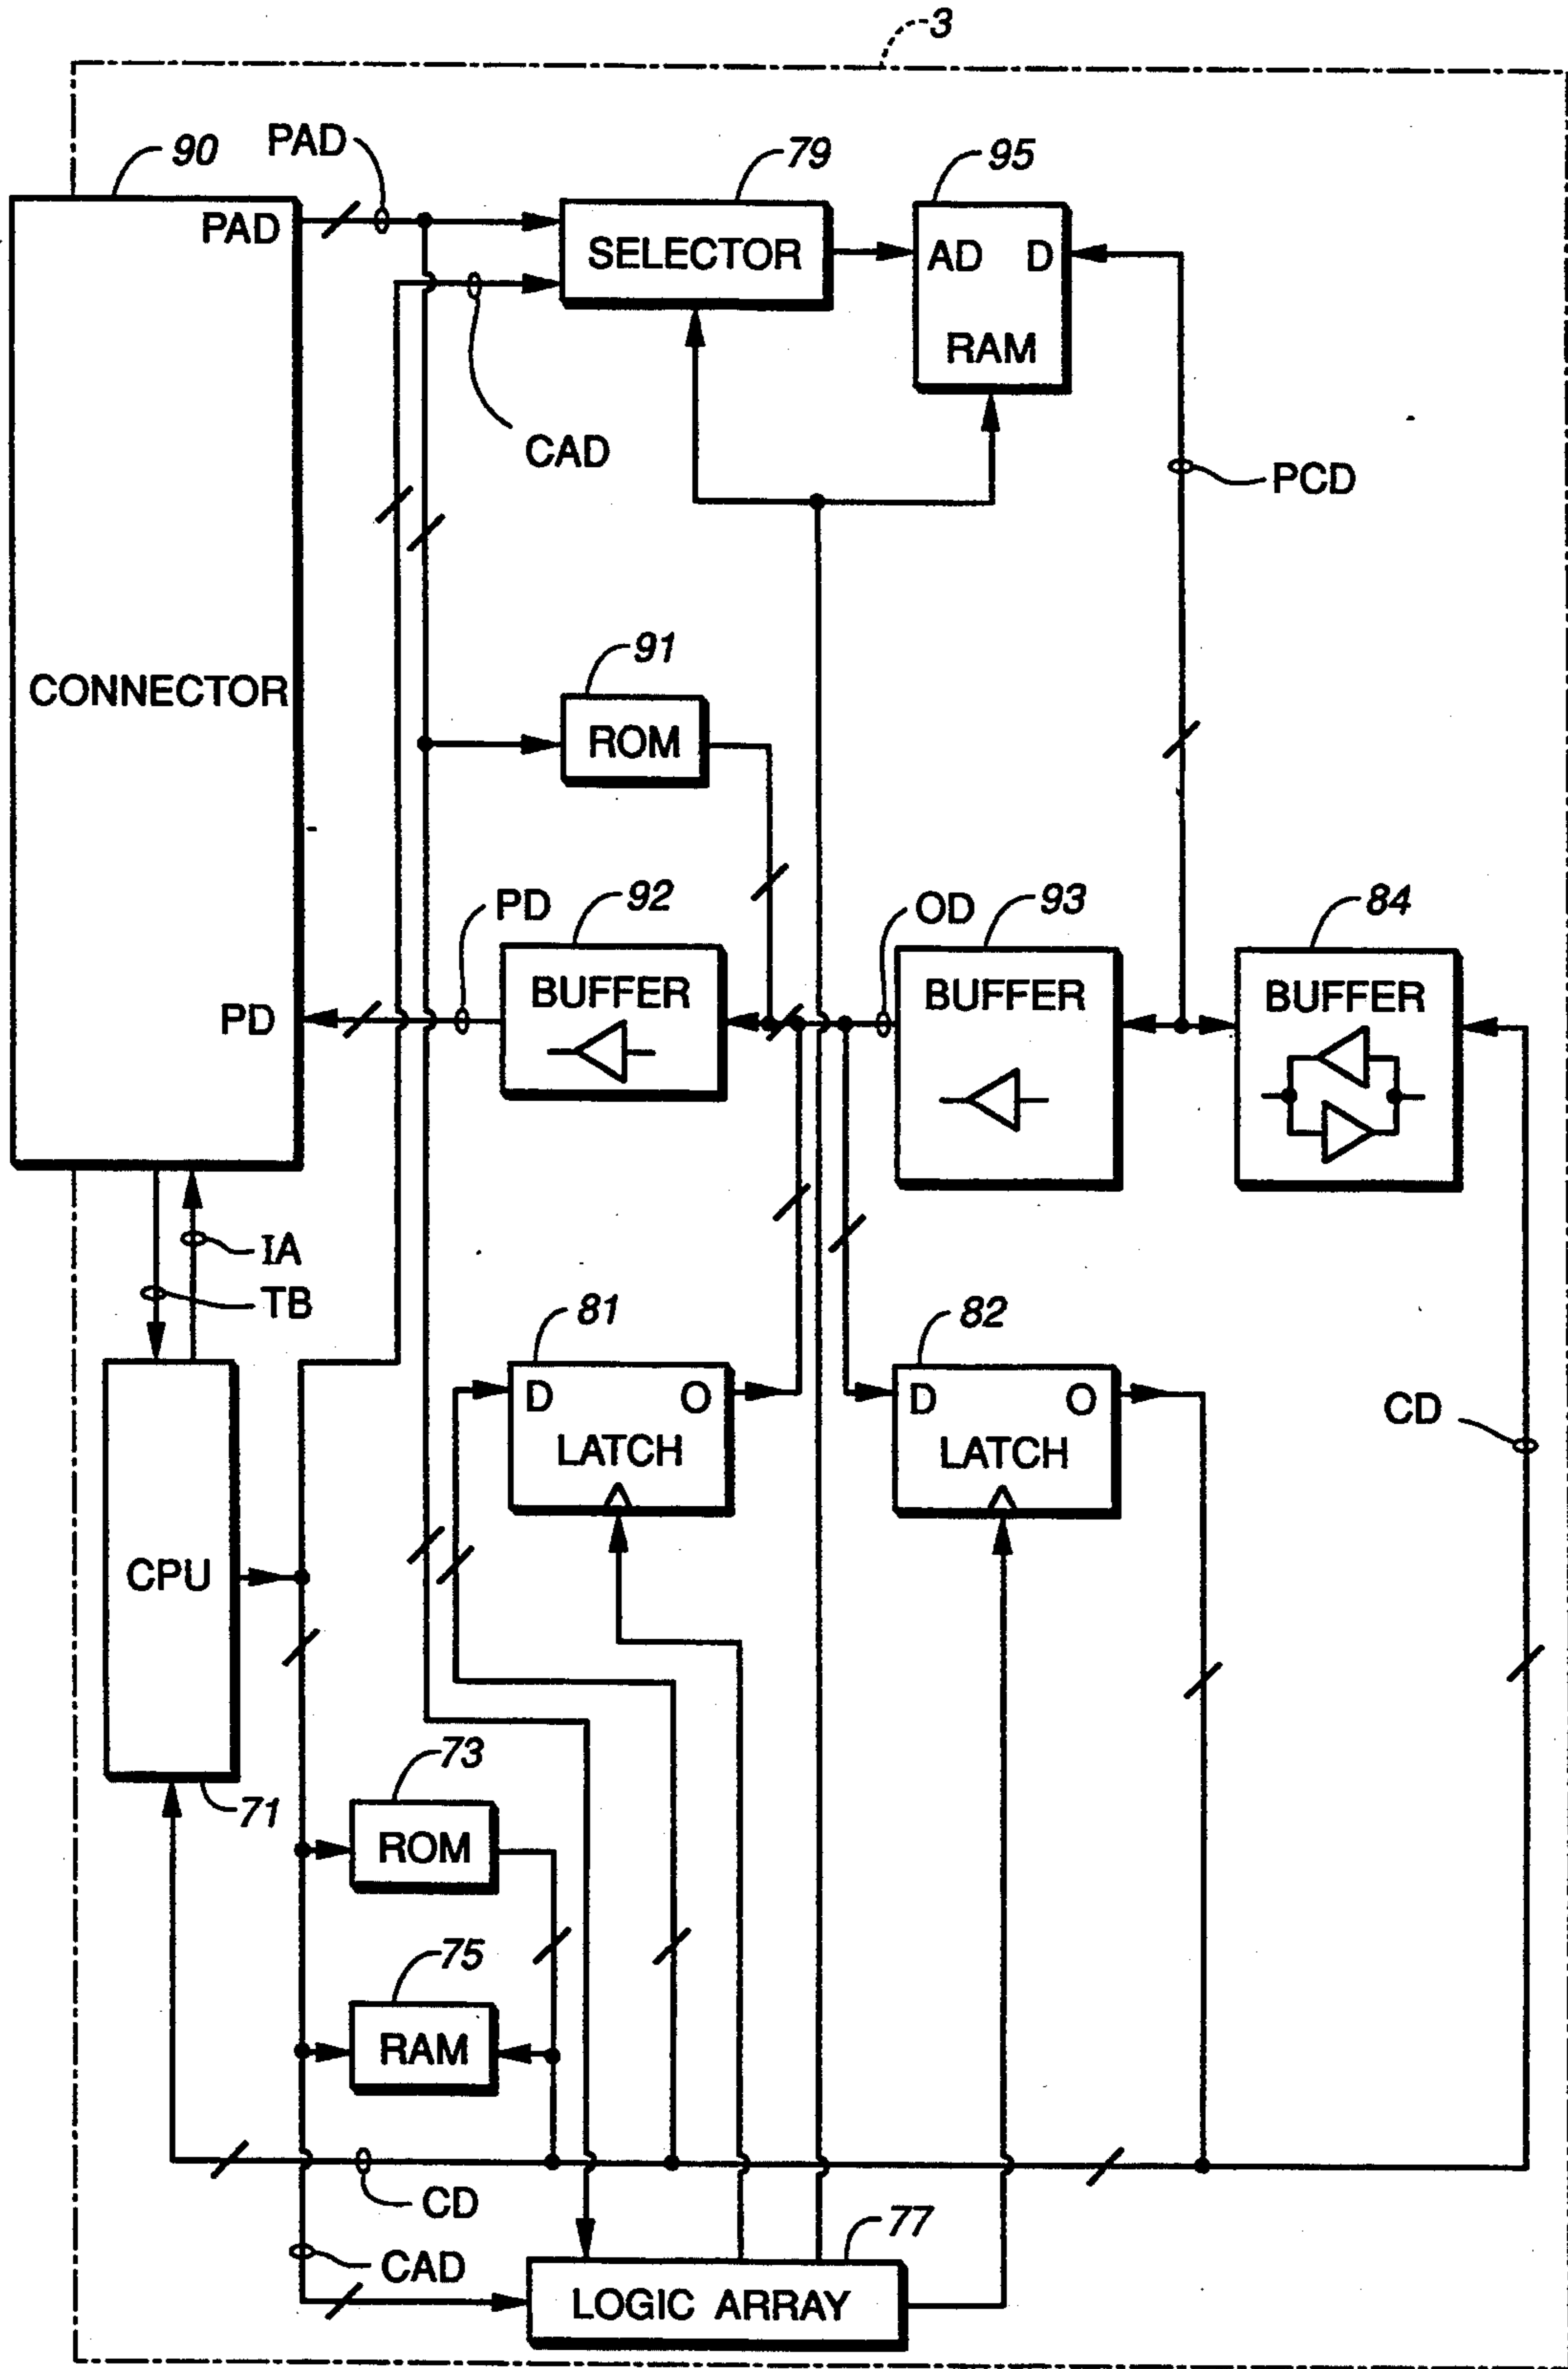 3
90
PAD
79
95
PAD
SELECTOR
AD D
RAM
CAD
PCD
91
CONNECTOR
ROM
PD
92
OD
93
84
BUFFER
BUFFER
BUFFER
PD
IA
TB
81
82
D O
LATCH
D O
LATCH
CD
CPU
71
73
ROM
75
RAM
CD
CAD
77
LOGIC ARRAY